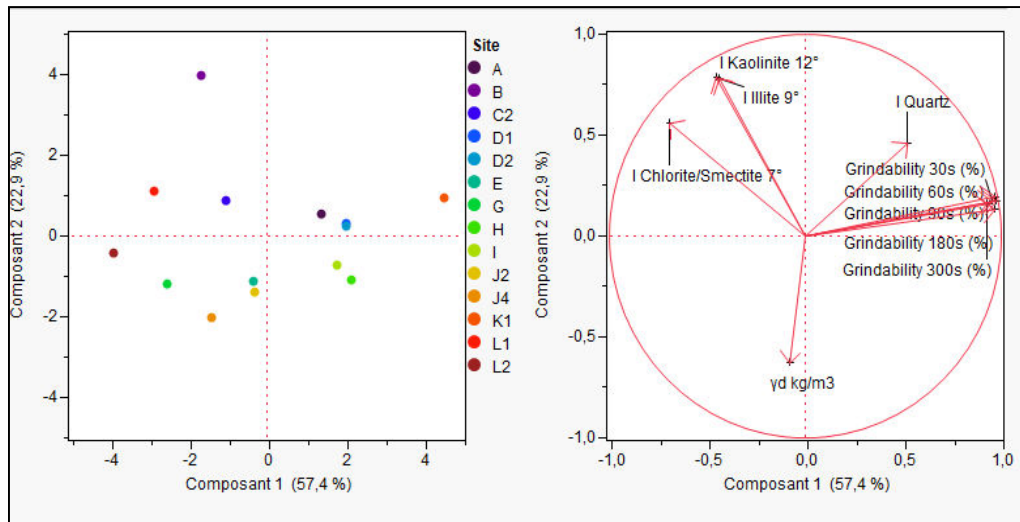 4
2
0
-2
-4
Composant 2 (22,9 %)
-4
-2
0
2
4
Composant 1 (57,4 %)
Site
A
B
C2
D1
D2
E
G
H
I
J2
J4
K1
L1
L2
1,0
0,5
0,0
-0,5
-1,0
Composant 2 (22,9 %)
I Kaolinite 12°
I Illite 9°
I Quartz
I Chlorite/Smectite 7°
Grindability 30s (%)
Grindability 60s (%)
Grindability 90s (%)
Grindability 180s (%)
Grindability 300s (%)
γd kg/m3
-1,0
-0,5
0,0
0,5
1,0
Composant 1 (57,4 %)